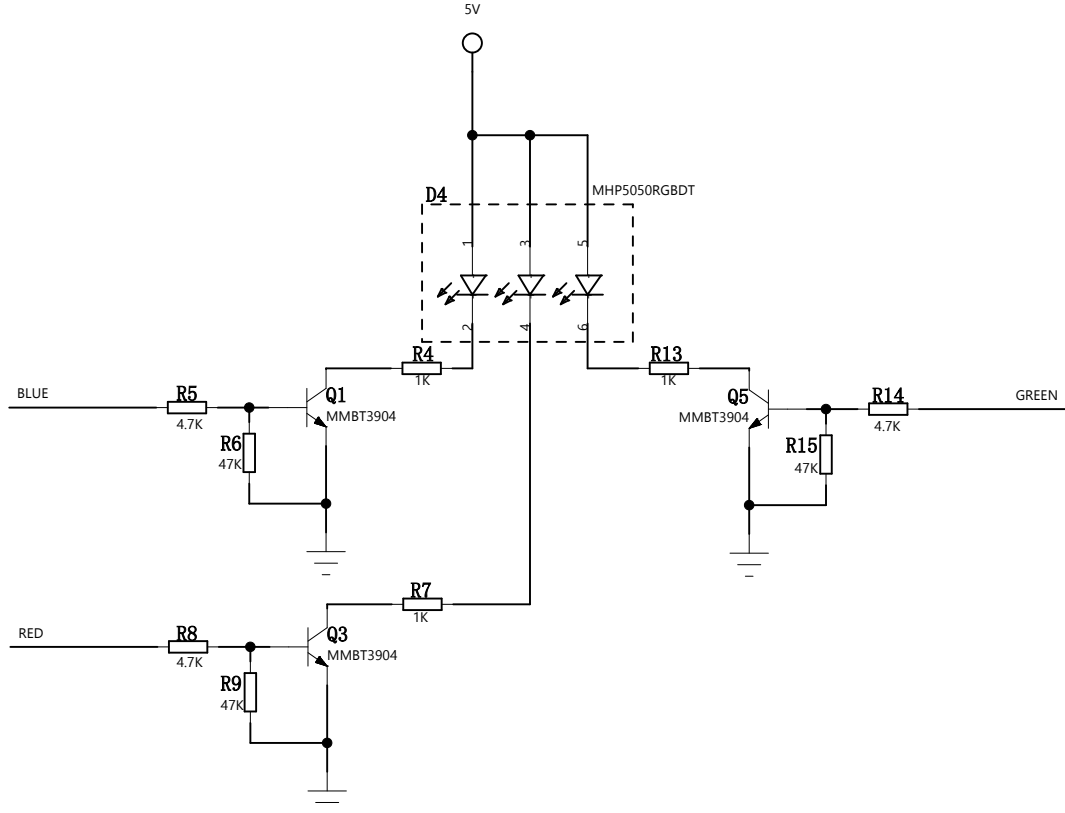 5V
MHP5050RGBDT
D4
1
3
5
2
4
6
R4
1K
R13
1K
BLUE
R5
4.7K
Q1
MMBT3904
R6
47K
Q5
MMBT3904
R14
4.7K
GREEN
R15
47K
R7
1K
RED
R8
4.7K
Q3
MMBT3904
R9
47K